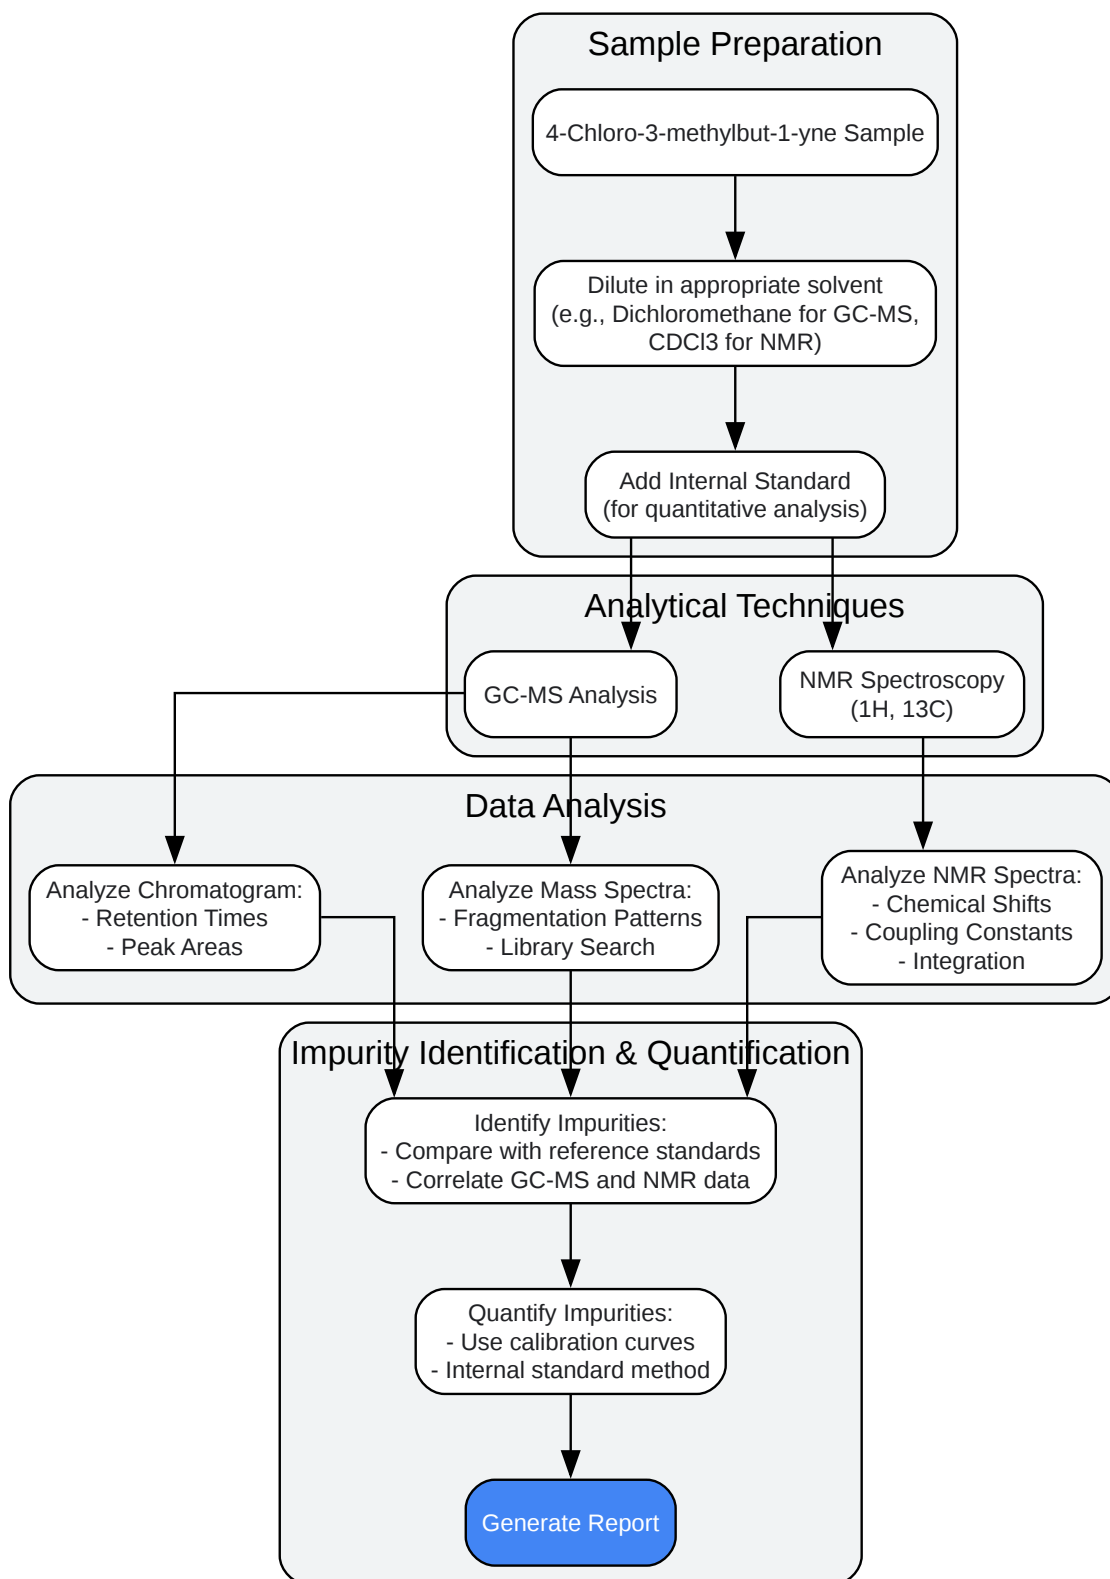 Sample Preparation
4-Chloro-3-methylbut-1-yne Sample
Dilute in appropriate solvent
(e.g., Dichloromethane for GC-MS,
CDCl3 for NMR)
Add Internal Standard
(for quantitative analysis)
Analytical Techniques
GC-MS Analysis
NMR Spectroscopy
(1H, 13C)
Data Analysis
Analyze Chromatogram:
- Retention Times
- Peak Areas
Analyze Mass Spectra:
- Fragmentation Patterns
- Library Search
Analyze NMR Spectra:
- Chemical Shifts
- Coupling Constants
- Integration
Impurity Identification & Quantification
Identify Impurities:
- Compare with reference standards
- Correlate GC-MS and NMR data
Quantify Impurities:
- Use calibration curves
- Internal standard method
Generate Report